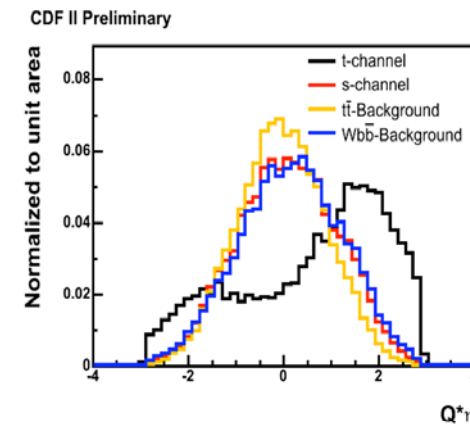 CDF II Preliminary
Normalized to unit area
0.08
0.06
0.04
0.02
0
t-channel
s-channel
tt̄-Background
Wbb̄-Background
-4
-2
0
2
Q*η